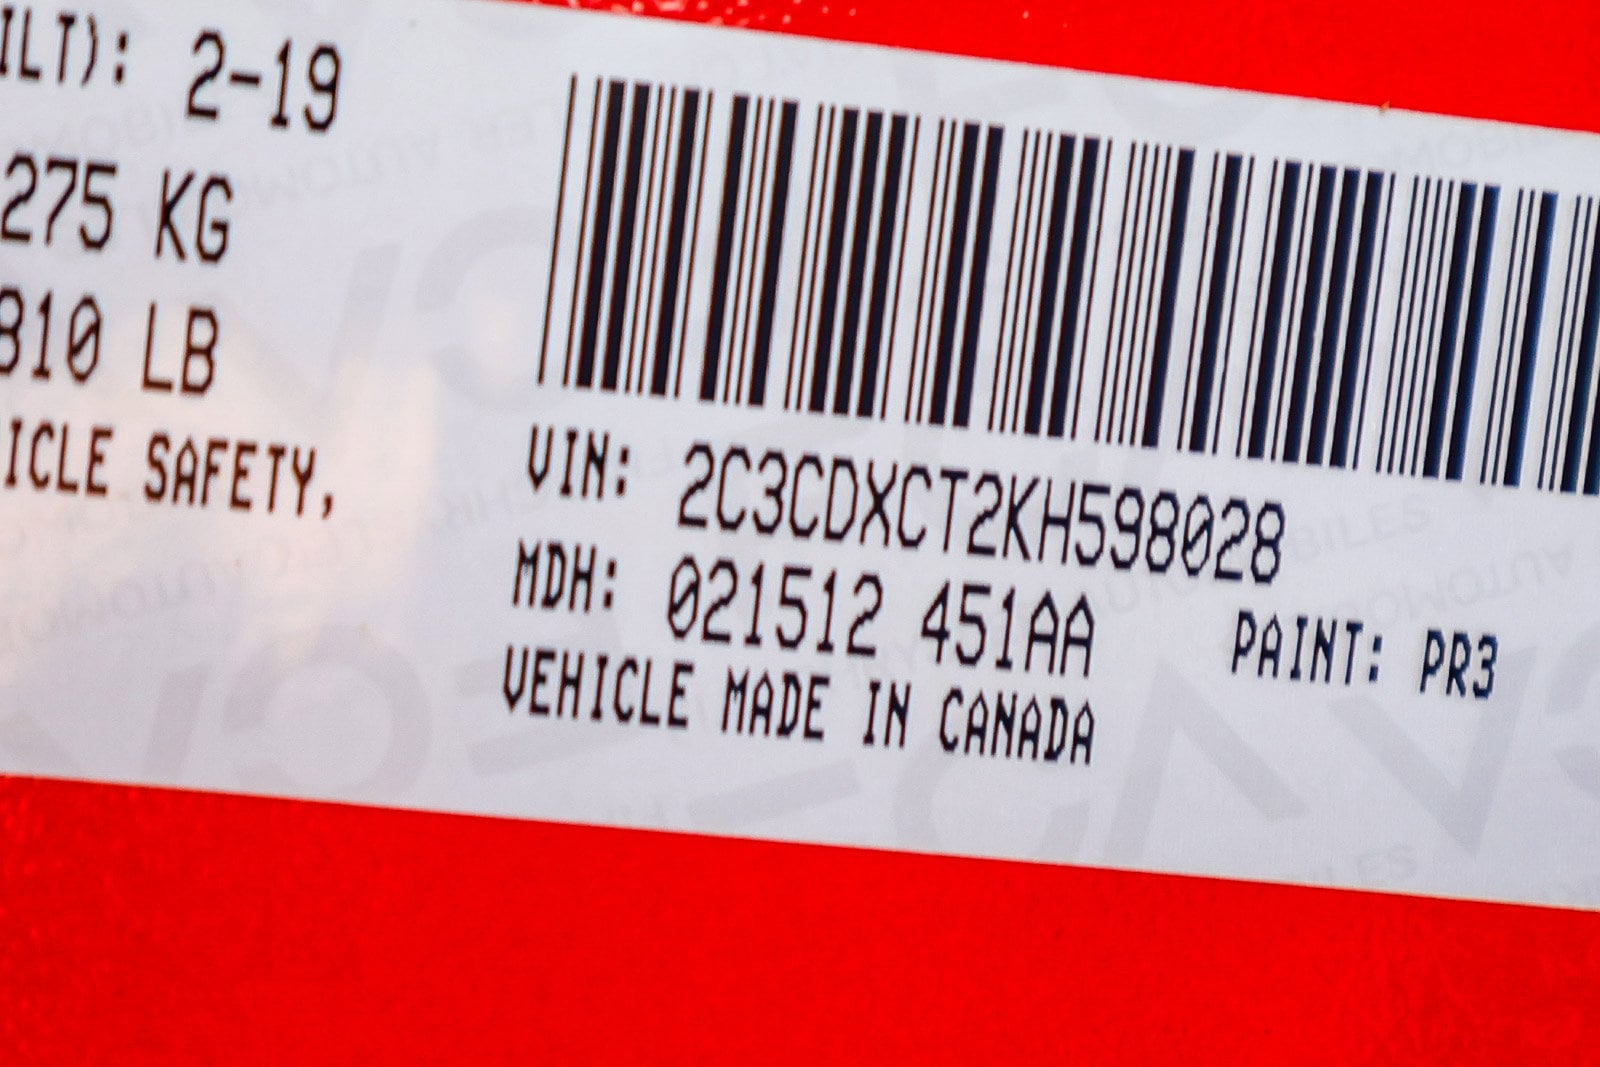 ILT): 2-19
275 KG
810 LB
ICLE SAFETY,
VIN: 2C3CDXCT2KH598028
MDH: 021512 451AA PAINT: PR3
VEHICLE MADE IN CANADA